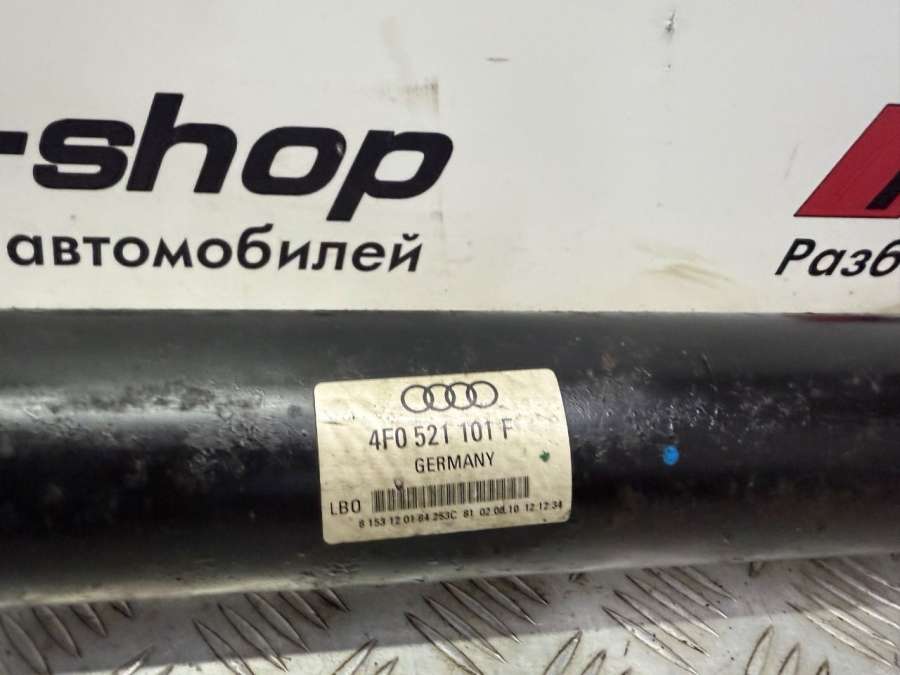 -shop
автомобилей
Разб
4F0 521 101 F
GERMANY
LBO
8 153 12 01 64 253C 81 02 08 10 12 12 34